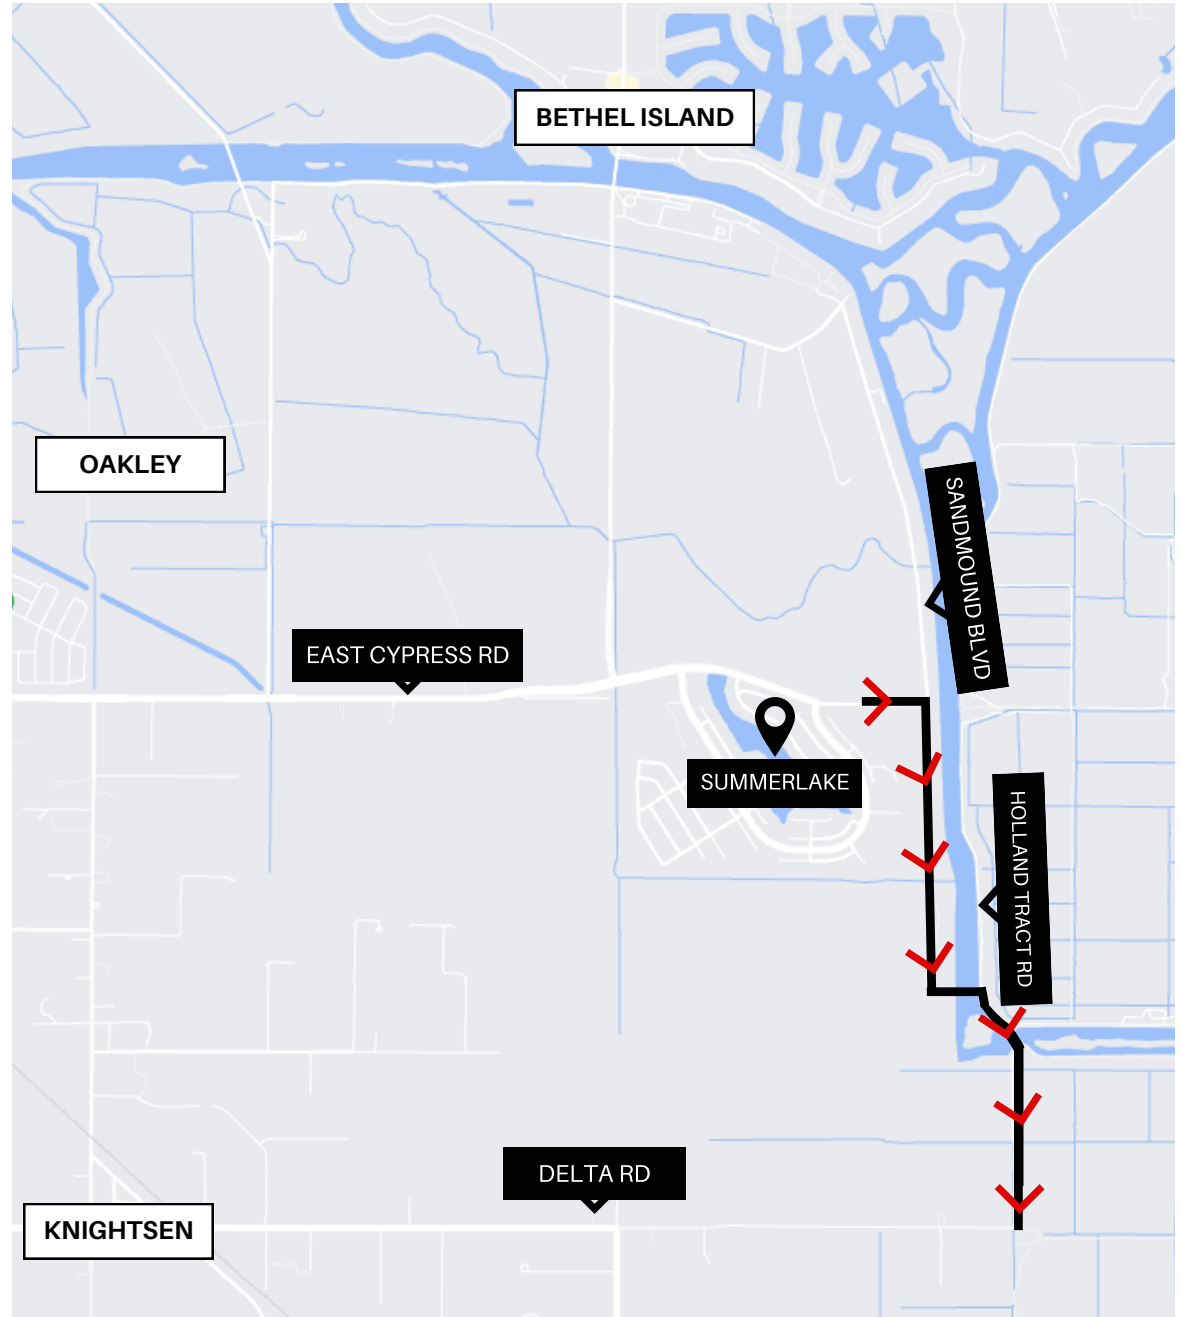 BETHEL ISLAND
OAKLEY
SANDMOUND BLVD
EAST CYPRESS RD
SUMMERLAKE
HOLLAND TRACT RD
DELTA RD
KNIGHTSEN